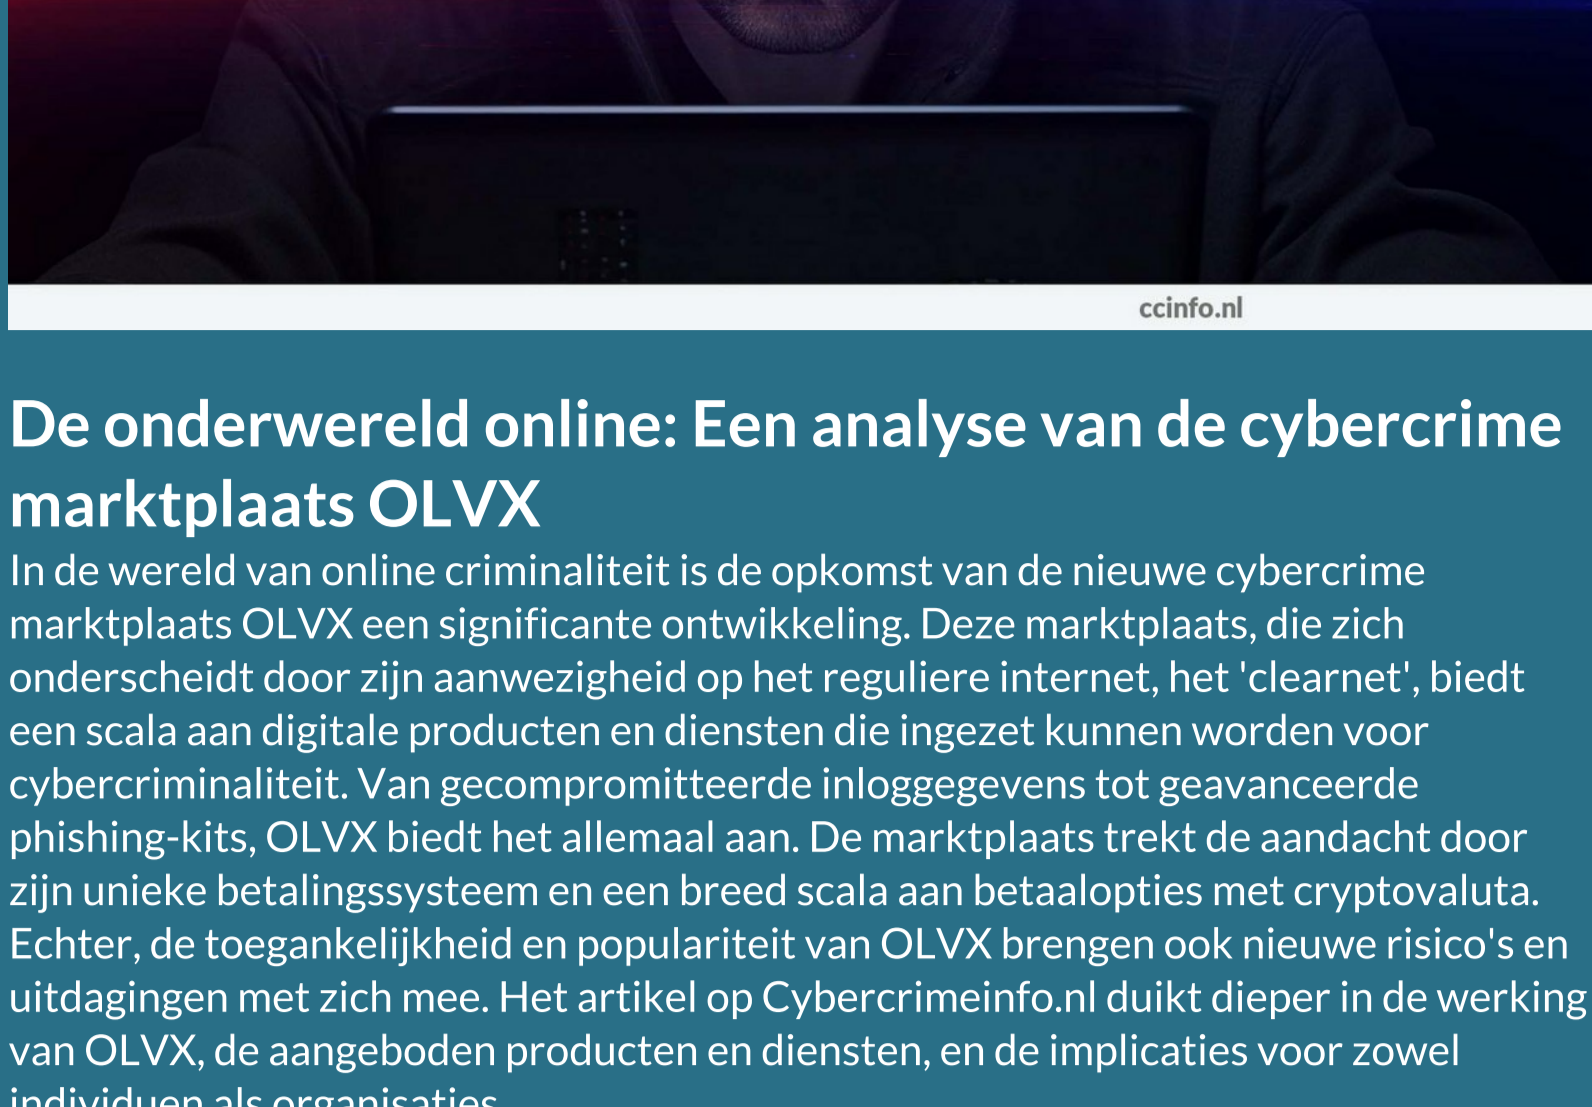 ccinfo.nl
De onderwereld online: Een analyse van de cybercrime
marktplaats OLVX
In de wereld van online criminaliteit is de opkomst van de nieuwe cybercrime
marktplaats OLVX een significante ontwikkeling. Deze marktplaats, die zich
onderscheidt door zijn aanwezigheid op het reguliere internet, het 'clearnet', biedt
een scala aan digitale producten en diensten die ingezet kunnen worden voor
cybercriminaliteit. Van gecompromitteerde inloggegevens tot geavanceerde
phishing-kits, OLVX biedt het allemaal aan. De marktplaats trekt de aandacht door
zijn unieke betalingssysteem en een breed scala aan betaalopties met cryptovaluta.
Echter, de toegankelijkheid en populariteit van OLVX brengen ook nieuwe risico's en
uitdagingen met zich mee. Het artikel op Cybercrimeinfo.nl duikt dieper in de werking
van OLVX, de aangeboden producten en diensten, en de implicaties voor zowel
individuen als organisaties.